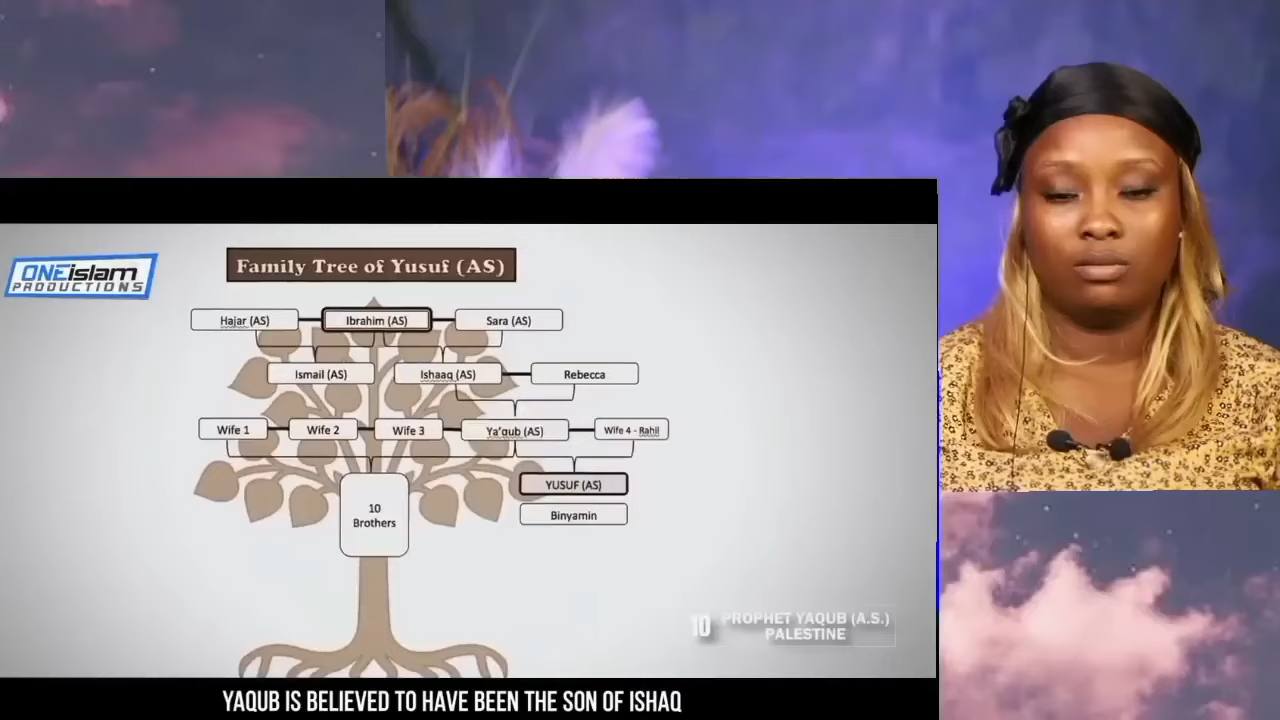 ONEislam
PRODUCTIONS
Family Tree of Yusuf (AS)
Hajar (AS)
Ibrahim (AS)
Sara (AS)
Ismail (AS)
Ishaaq (AS)
Rebecca
Wife 1
Wife 2
Wife 3
Ya'qub (AS)
Wife 4 - Rahil
YUSUF (AS)
10
Brothers
Binyamin
10
PROPHET YAQUB (A.S.)
PALESTINE
YAQUB IS BELIEVED TO HAVE BEEN THE SON OF ISHAQ